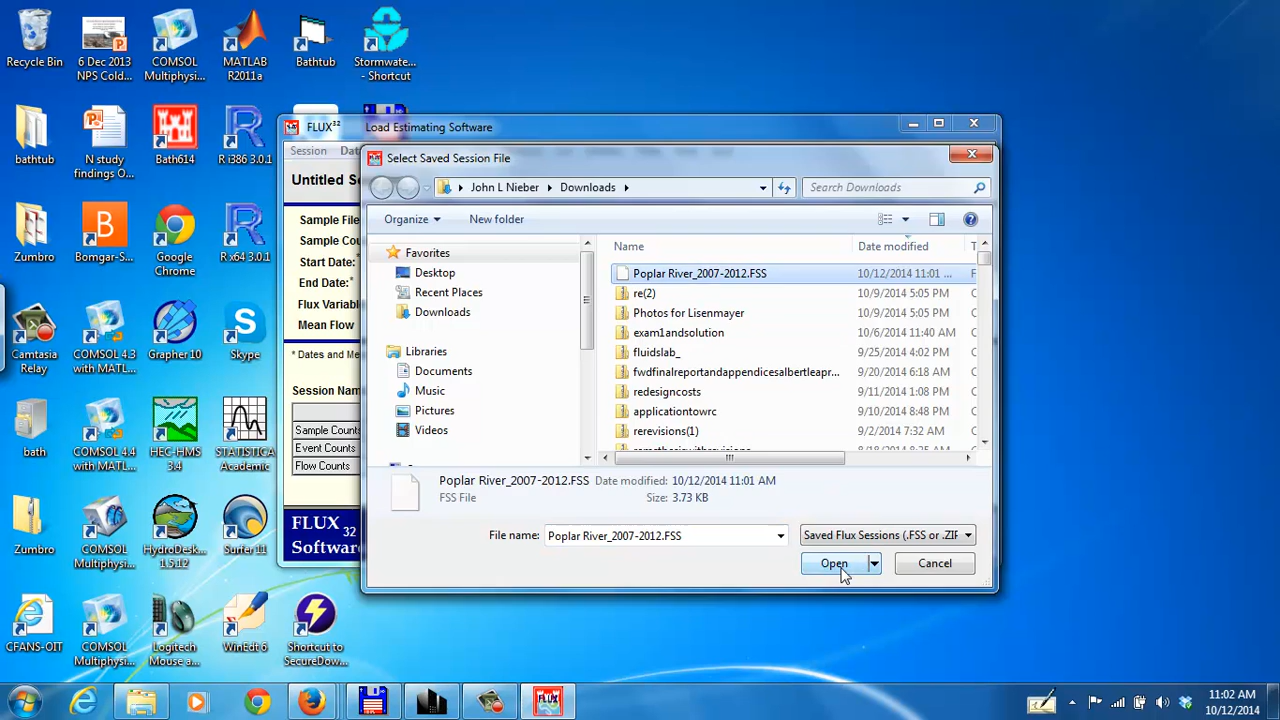 Recycle Bin
6 Dec 2013
NPS Cold...
COMSOL
Multiphysi...
MATLAB
R2011a
Bathtub
Stormwate...
- Shortcut
bathtub
N study
findings O...
Bath614
R i386 3.0.1
Zumbro
Bomgar-S...
Google
Chrome
R x64 3.0.1
Camtasia
Relay
COMSOL 4.3
with MATL...
Grapher 10
Skype
bath
COMSOL 4.4
with MATL...
HEC-HMS
3.4
STATISTICA
Academic
Zumbro
COMSOL
Multiphysi...
HydroDesk...
1.5.12
Surfer 11
CFANS-OIT
COMSOL
Multiphysi...
Logitech
Mouse a...
WinEdt 6
Shortcut to
SecureDow...
FLUX32 Load Estimating Software
Session Dat
Untitled Se
Sample File
Sample Cou
Start Date:*
End Date:*
Flux Variabl
Mean Flow
* Dates and Me
Session Nam
Sample Counts
Event Counts
Flow Counts
FLUX 32
Softwar
Select Saved Session File
John L Nieber Downloads
Search Downloads
Organize New folder
Favorites
Desktop
Recent Places
Downloads
Libraries
Documents
Music
Pictures
Videos
Name Date modified T
Poplar River_2007-2012.FSS 10/12/2014 11:01 ... F
re(2) 10/9/2014 5:05 PM C
Photos for Lisenmayer 10/9/2014 5:05 PM C
exam1andsolution 10/6/2014 11:40 AM C
fluidslab_ 9/25/2014 4:02 PM C
fwdfinalreportandappendicesalbertleapr... 9/20/2014 6:18 AM C
redesigncosts 9/11/2014 1:08 PM C
applicationtowrc 9/10/2014 8:48 PM C
rerevisions(1) 9/2/2014 7:32 AM C
Poplar River_2007-2012.FSS Date modified: 10/12/2014 11:01 AM
FSS File Size: 3.73 KB
File name: Poplar River_2007-2012.FSS Saved Flux Sessions (.FSS or .ZIF
Open Cancel
11:02 AM
10/12/2014